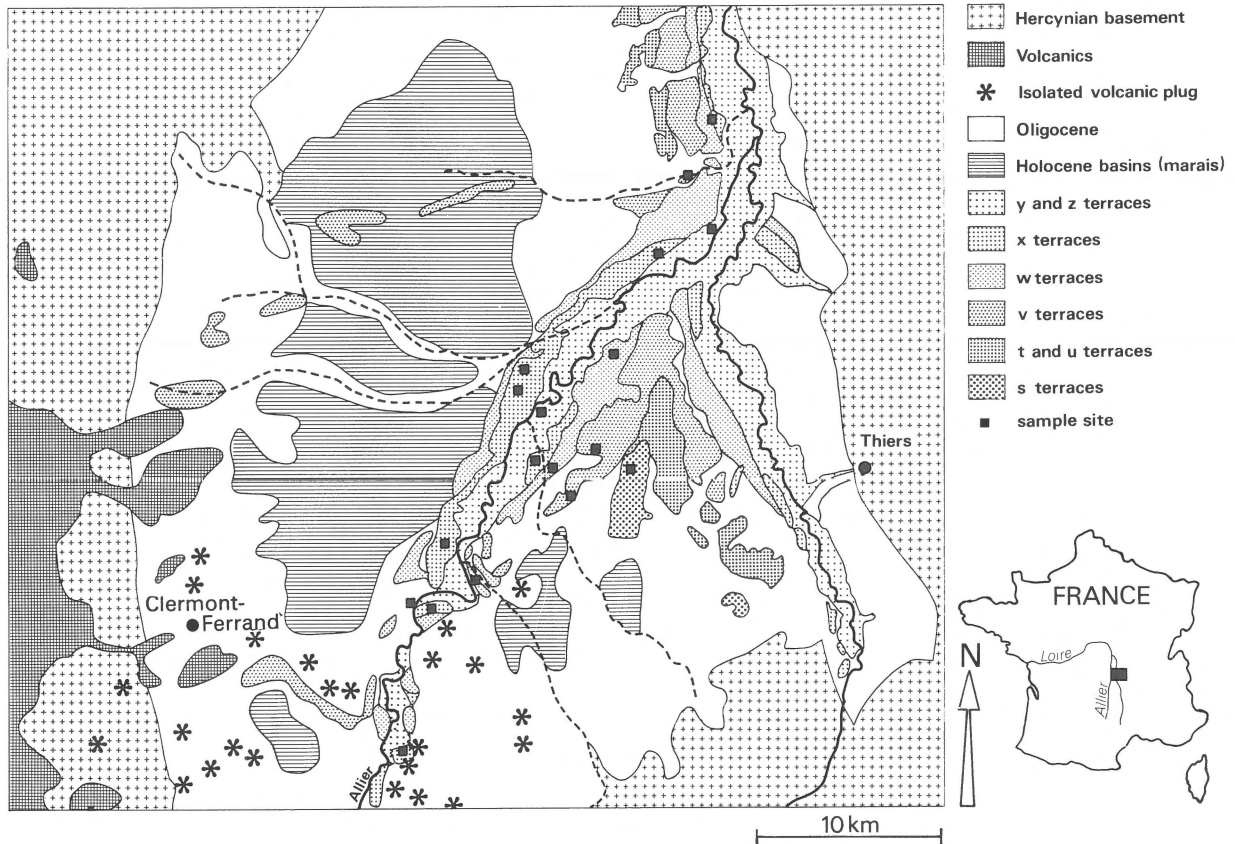 Hercynian basement
Volcanics
Isolated volcanic plug
Oligocene
Holocene basins (marais)
y and z terraces
x terraces
w terraces
v terraces
t and u terraces
s terraces
sample site
Thiers
Clermont-
Ferrand
Allier
10 km
N
FRANCE
Loire
Allier